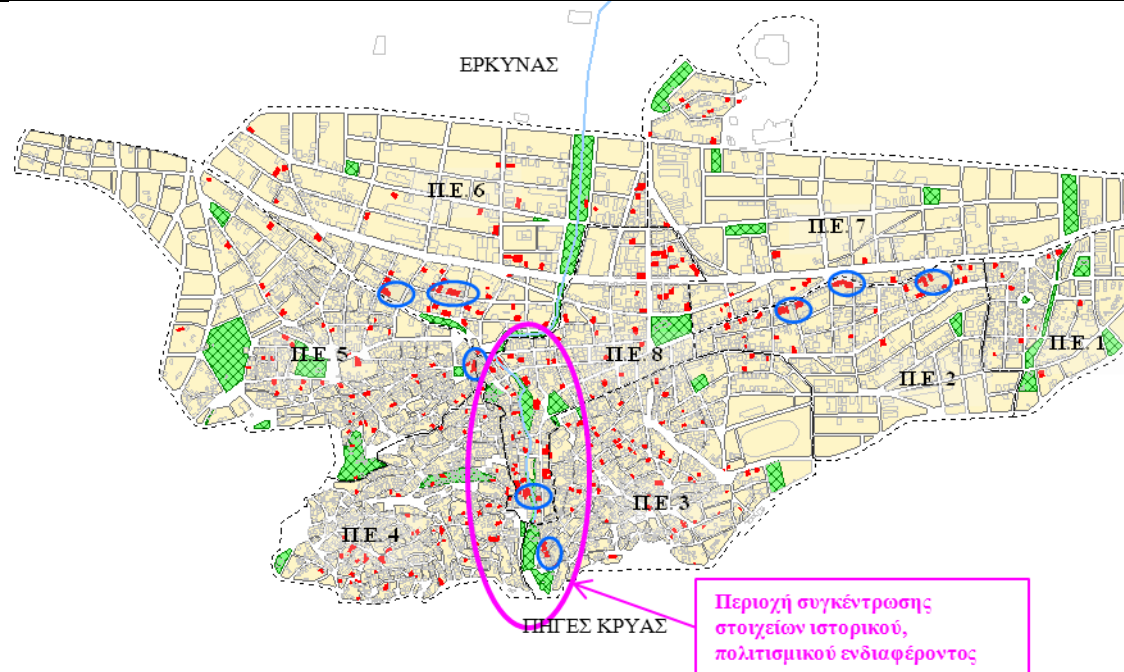 ΕΡΚΥΝΑΣ
Π.Ε. 6
Π.Ε. 7
Π.Ε. 5
Π.Ε. 8
Π.Ε. 1
Π.Ε. 2
Π.Ε. 3
Π.Ε. 4
ΠΗΓΕΣ ΚΡΥΑΣ
Περιοχή συγκέντρωσης
στοιχείων ιστορικού,
πολιτισμικού ενδιαφέροντος